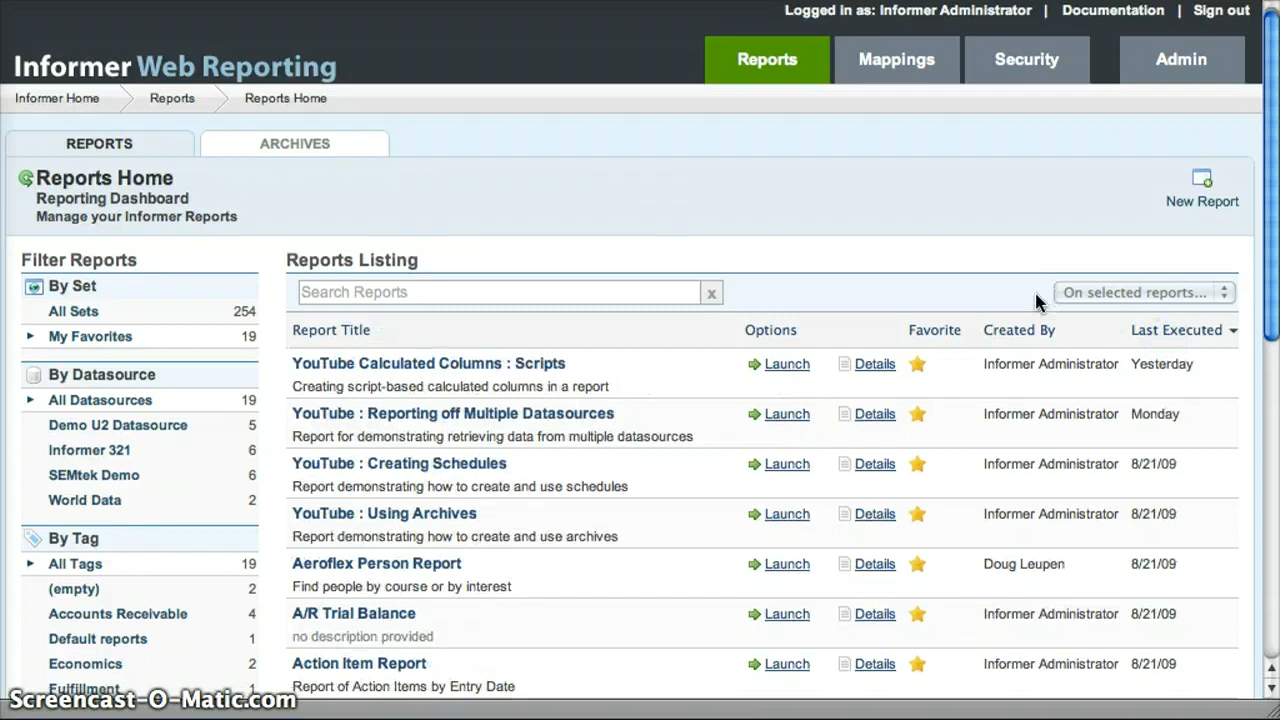 Logged in as: Informer Administrator | Documentation | Sign out
Informer Web Reporting
Reports Mappings Security Admin
Informer Home Reports Reports Home
REPORTS ARCHIVES
Reports Home
Reporting Dashboard
Manage your Informer Reports
New Report
Filter Reports
By Set
All Sets 254
My Favorites 19
By Datasource
All Datasources 19
Demo U2 Datasource 5
Informer 321 6
SEMtek Demo 6
World Data 2
By Tag
All Tags 19
(empty) 2
Accounts Receivable 4
Default reports 1
Economics 2
Fulfillment 1
Reports Listing
Search Reports x On selected reports...
Report Title Options Favorite Created By Last Executed
YouTube Calculated Columns : Scripts Launch Details Informer Administrator Yesterday
Creating script-based calculated columns in a report
YouTube : Reporting off Multiple Datasources Launch Details Informer Administrator Monday
Report for demonstrating retrieving data from multiple datasources
YouTube : Creating Schedules Launch Details Informer Administrator 8/21/09
Report demonstrating how to create and use schedules
YouTube : Using Archives Launch Details Informer Administrator 8/21/09
Report demonstrating how to create and use archives
Aeroflex Person Report Launch Details Doug Leupen 8/21/09
Find people by course or by interest
A/R Trial Balance Launch Details Informer Administrator 8/21/09
no description provided
Action Item Report Launch Details Informer Administrator 8/21/09
Report of Action Items by Entry Date
Screencast-O-Matic.com